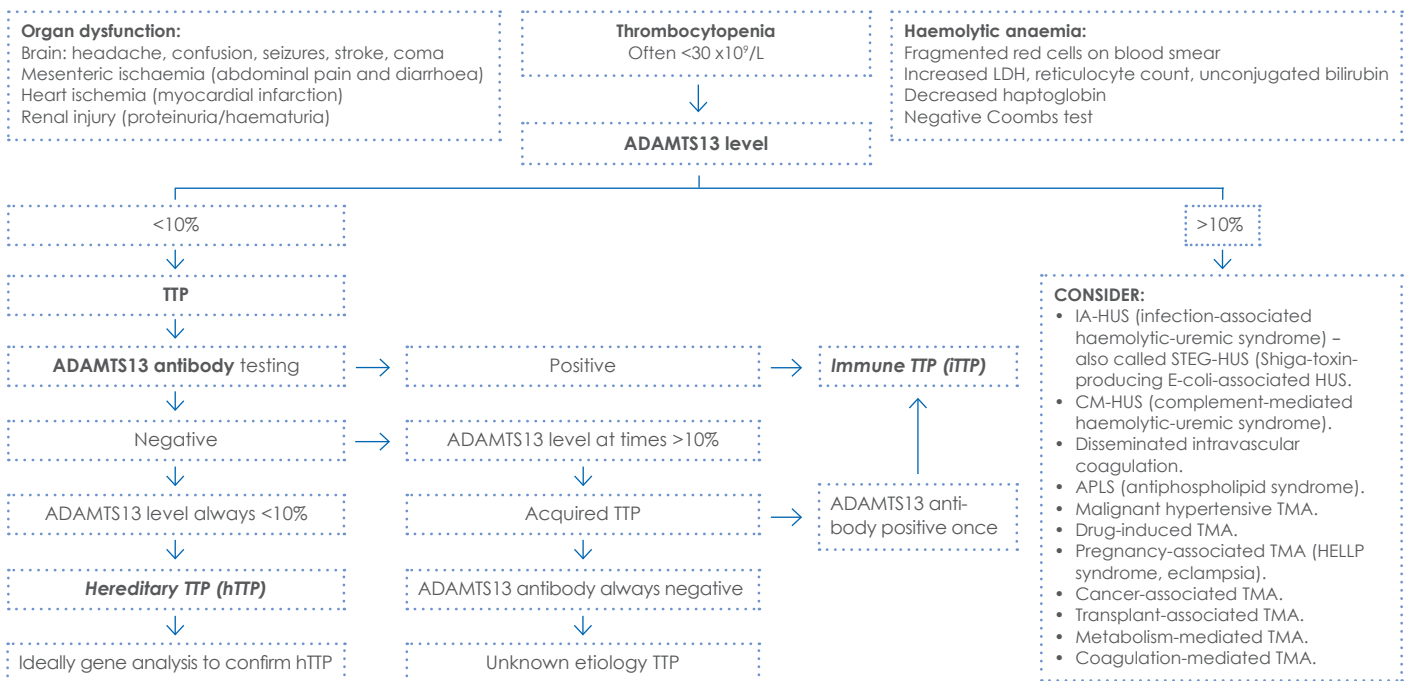 Organ dysfunction:
Brain: headache, confusion, seizures, stroke, coma
Mesenteric ischaemia (abdominal pain and diarrhoea)
Heart ischemia (myocardial infarction)
Renal injury (proteinuria/haematuria)
Thrombocytopenia
Often <30 x10⁹/L
Haemolytic anaemia:
Fragmented red cells on blood smear
Increased LDH, reticulocyte count, unconjugated bilirubin
Decreased haptoglobin
Negative Coombs test
ADAMTS13 level
<10%
>10%
TTP
ADAMTS13 antibody testing
Positive
Immune TTP (iTTP)
Negative
ADAMTS13 level at times >10%
ADAMTS13 level always <10%
Acquired TTP
ADAMTS13 anti-
body positive once
Hereditary TTP (hTTP)
ADAMTS13 antibody always negative
Ideally gene analysis to confirm hTTP
Unknown etiology TTP
CONSIDER:
• IA-HUS (infection-associated
haemolytic-uremic syndrome) –
also called STEG-HUS (Shiga-toxin-
producing E-coli-associated HUS.
• CM-HUS (complement-mediated
haemolytic-uremic syndrome).
• Disseminated intravascular
coagulation.
• APLS (antiphospholipid syndrome).
• Malignant hypertensive TMA.
• Drug-induced TMA.
• Pregnancy-associated TMA (HELLP
syndrome, eclampsia).
• Cancer-associated TMA.
• Transplant-associated TMA.
• Metabolism-mediated TMA.
• Coagulation-mediated TMA.